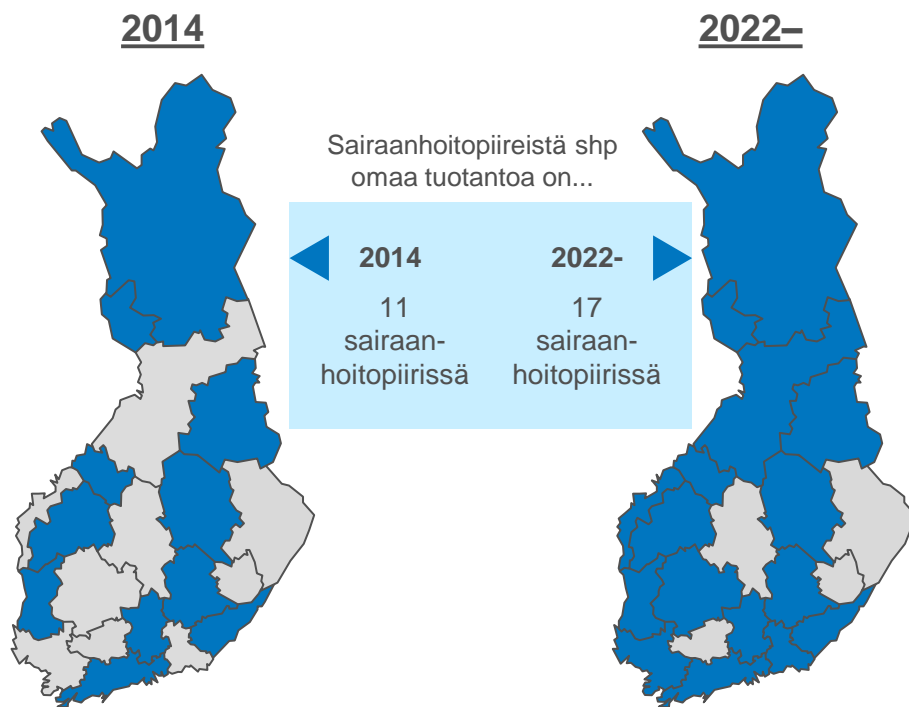 2014
2022–
Sairaanhoitopiireistä shp
omaa tuotantoa on...
2014
11
sairaan-
hoitopiirissä
2022-
17
sairaan-
hoitopiirissä